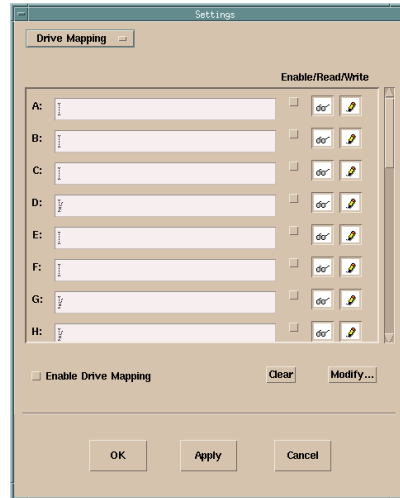 Settings
Drive Mapping
Enable/Read/Write
A:
B:
C:
D:
E:
F:
G:
H:
Enable Drive Mapping
Clear
Modify...
OK
Apply
Cancel